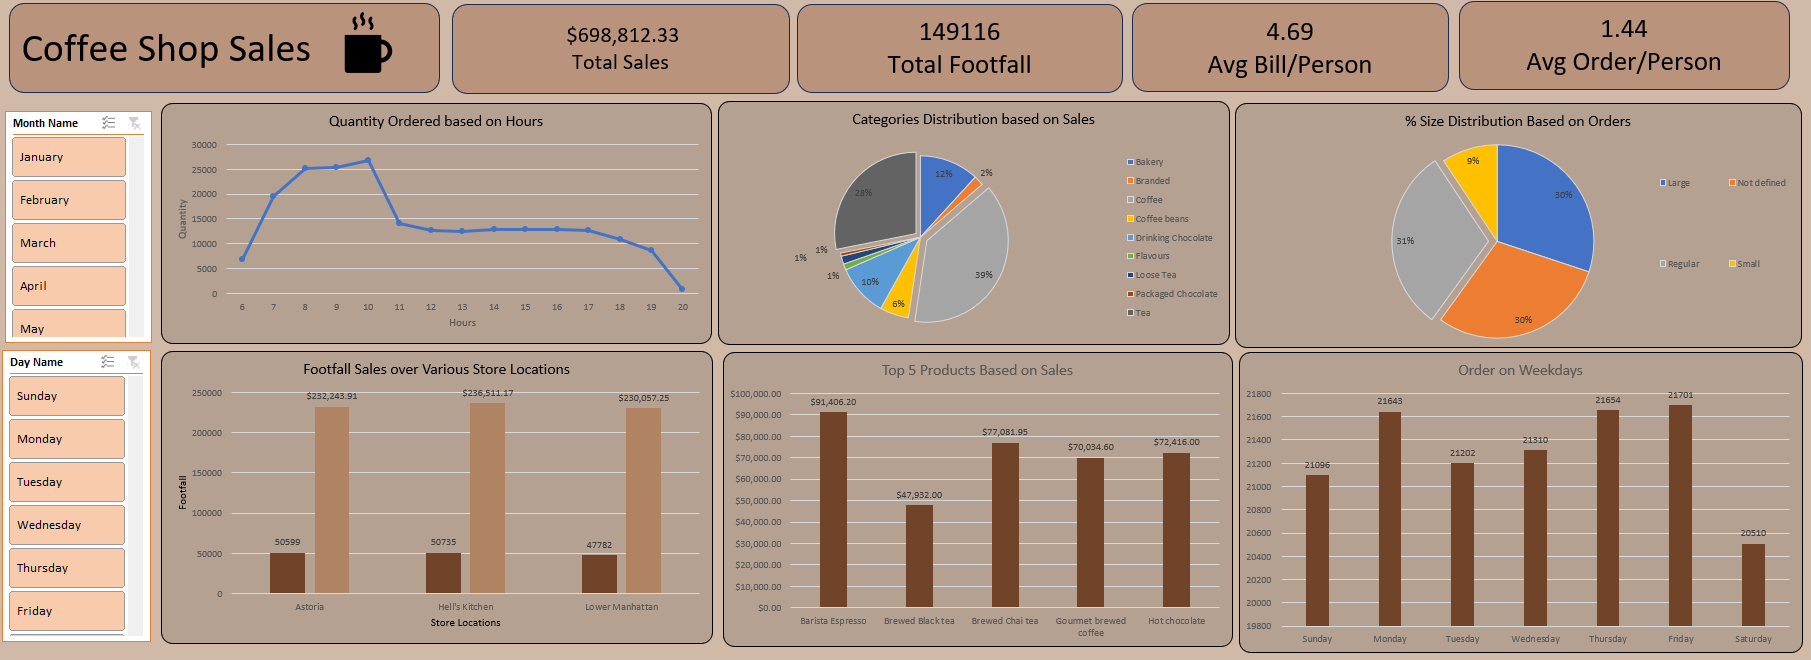 Coffee Shop Sales
$698,812.33
Total Sales
149116
Total Footfall
4.69
Avg Bill/Person
1.44
Avg Order/Person
Month Name
January
February
March
April
May
Day Name
Sunday
Monday
Tuesday
Wednesday
Thursday
Friday
Quantity Ordered based on Hours
30000
25000
20000
15000
10000
5000
0
Quantity
6 7 8 9 10 11 12 13 14 15 16 17 18 19 20
Hours
Categories Distribution based on Sales
12%
2%
39%
6%
10%
1%
1%
1%
28%
Bakery
Branded
Coffee
Coffee beans
Drinking Chocolate
Flavours
Loose Tea
Packaged Chocolate
Tea
% Size Distribution Based on Orders
30%
30%
31%
9%
Large Not defined
Regular Small
Footfall Sales over Various Store Locations
250000
200000
150000
100000
50000
0
Footfall
50599 $232,243.91
50735 $236,511.17
47782 $230,057.25
Astoria Hell's Kitchen Lower Manhattan
Store Locations
Top 5 Products Based on Sales
$100,000.00
$90,000.00
$80,000.00
$70,000.00
$60,000.00
$50,000.00
$40,000.00
$30,000.00
$20,000.00
$10,000.00
$0.00
$91,406.20
$47,932.00
$77,081.95
$70,034.60
$72,416.00
Barista Espresso Brewed Black tea Brewed Chai tea Gourmet brewed coffee Hot chocolate
Order on Weekdays
21800
21600
21400
21200
21000
20800
20600
20400
20200
20000
19800
21096
21643
21202
21310
21654
21701
20510
Sunday Monday Tuesday Wednesday Thursday Friday Saturday